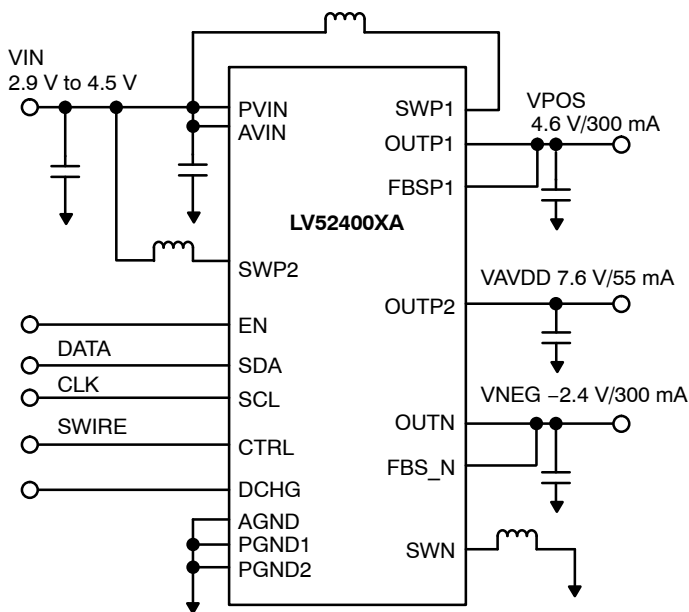 VIN
2.9 V to 4.5 V
PVIN
AVIN
SWP1
OUTP1
FBSP1
VPOS
4.6 V/300 mA
LV52400XA
SWP2
OUTP2
VAVDD 7.6 V/55 mA
EN
DATA
SDA
CLK
SCL
SWIRE
CTRL
DCHG
OUTN
FBS_N
VNEG −2.4 V/300 mA
AGND
PGND1
PGND2
SWN